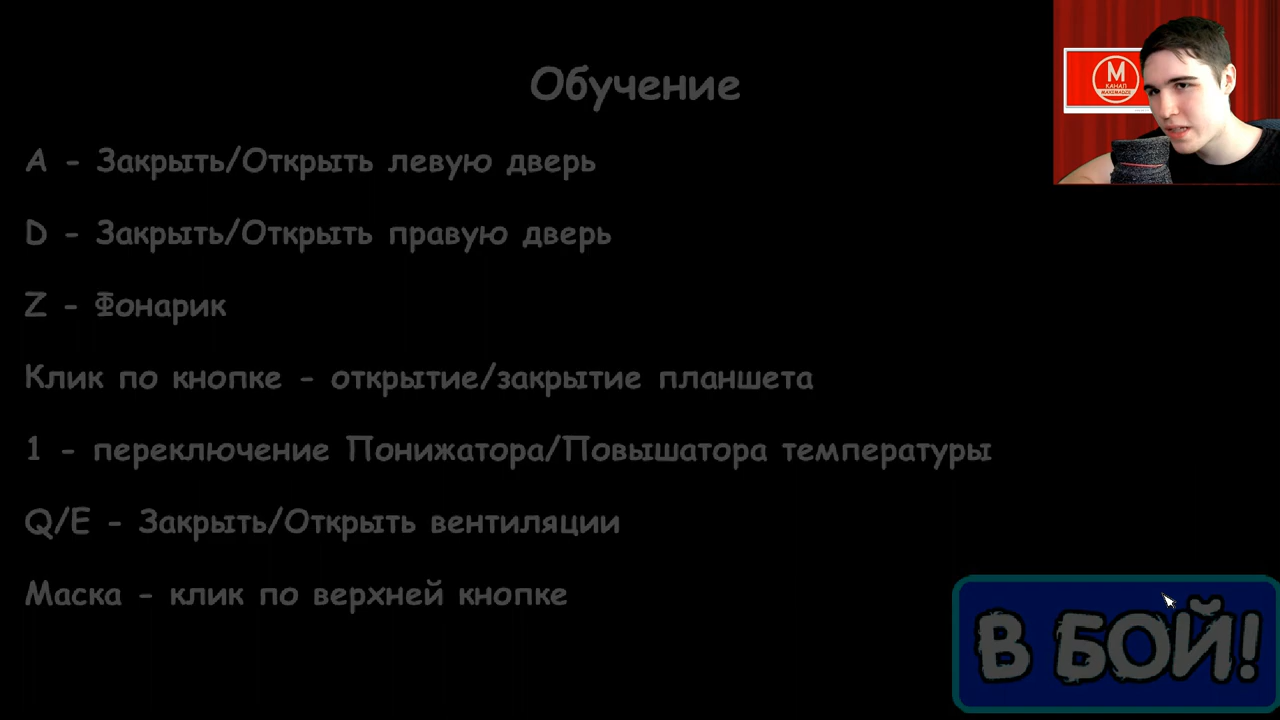 Обучение
A - Закрыть/Открыть левую дверь
D - Закрыть/Открыть правую дверь
Z - Фонарик
Клик по кнопке - открытие/закрытие планшета
1 - переключение Понижатора/Повышатора температуры
Q/E - Закрыть/Открыть вентиляции
Маска - клик по верхней кнопке
В БОЙ!
М
КАНАЛ